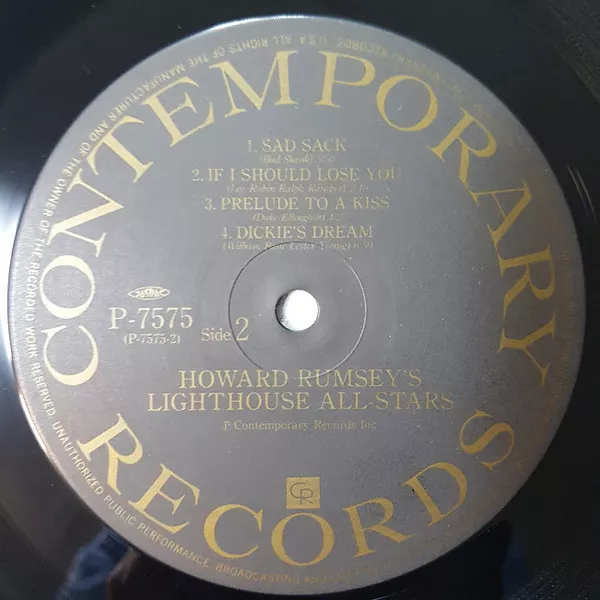 CONTEMPORARY
1. SAD SACK
(Bud Shank)
2. IF I SHOULD LOSE YOU
(Leo Robin Ralph Rainger)
3. PRELUDE TO A KISS
(Duke Ellington)
4. DICKIE'S DREAM
(William Lester Young)
JASRAC
P-7575
(P-7575-2)
Side 2
HOWARD RUMSEY'S
LIGHTHOUSE ALL-STARS
P. Contemporary Records Inc
CR
RECORDS
RECORDS, U.S.A. ALL RIGHTS OF THE MANUFACTURER AND OF THE OWNER OF THE RECORDED WORK RESERVED. UNAUTHORIZED PUBLIC PERFORMANCE, BROADCASTING AND